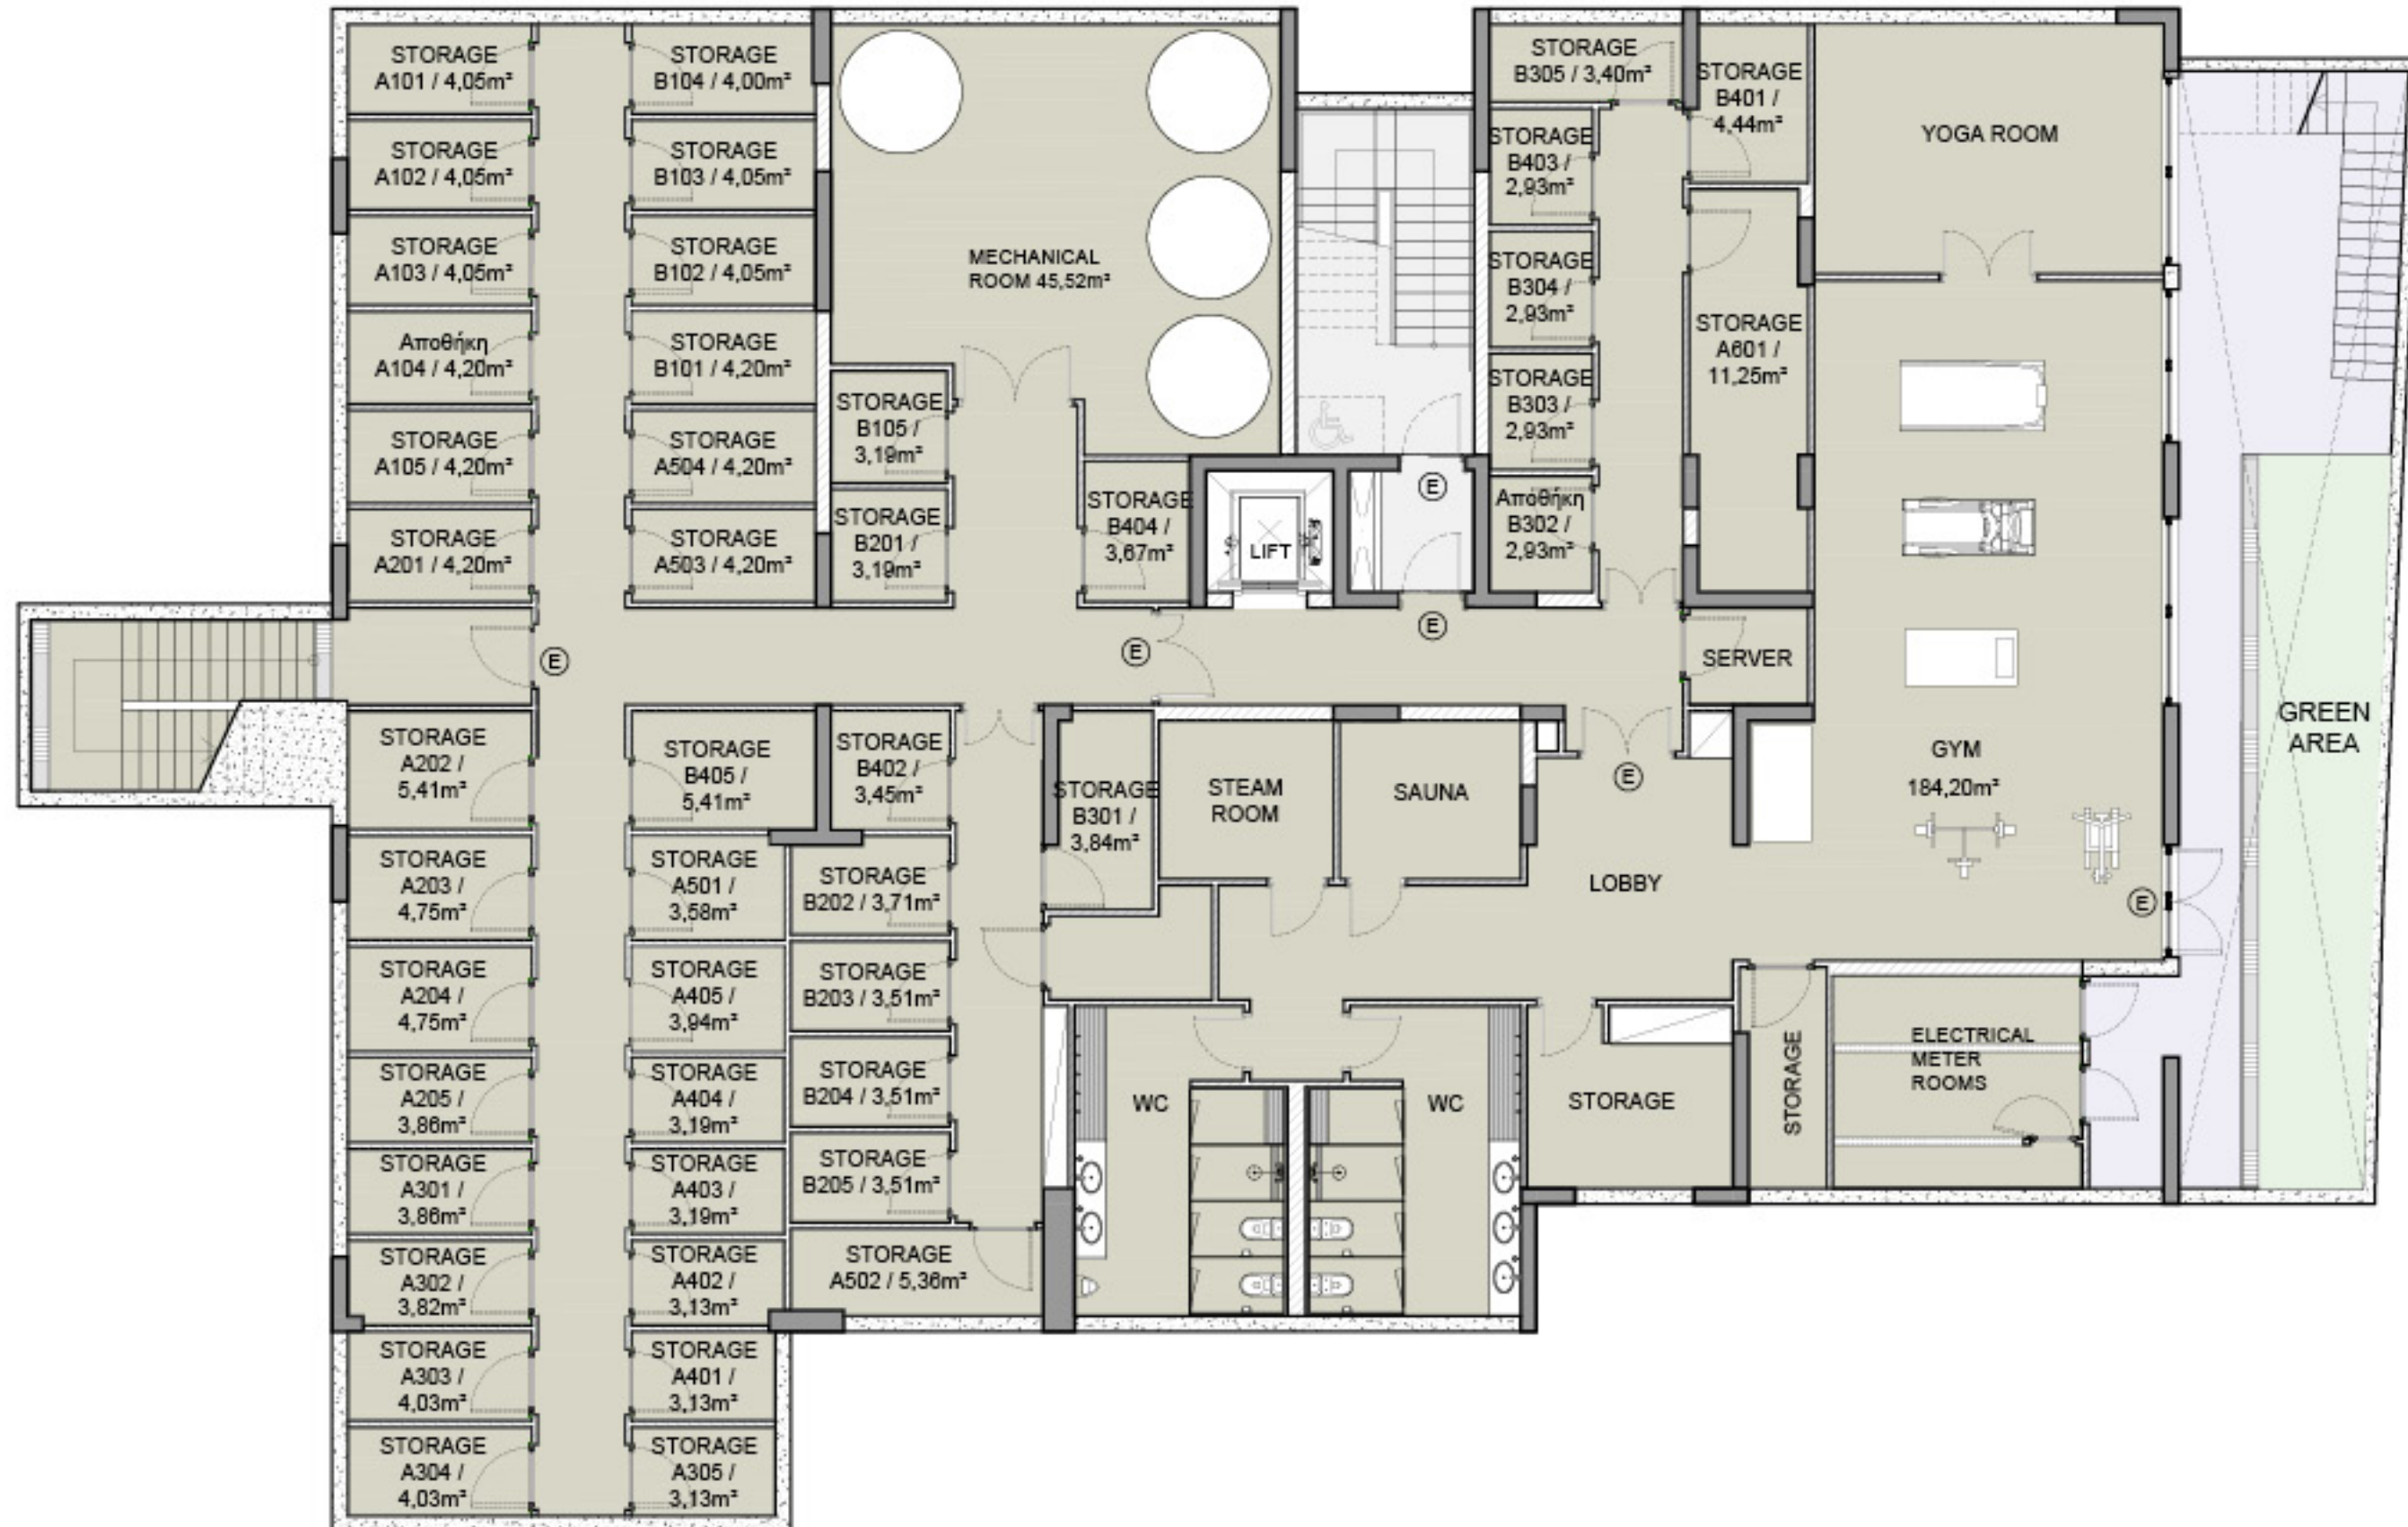 STORAGE
A101 / 4,05m²
STORAGE
B104 / 4,00m²
STORAGE
A102 / 4,05m²
STORAGE
B103 / 4,05m²
STORAGE
A103 / 4,05m²
STORAGE
B102 / 4,05m²
Αποθήκη
A104 / 4,20m²
STORAGE
B101 / 4,20m²
STORAGE
A105 / 4,20m²
STORAGE
A504 / 4,20m²
STORAGE
A201 / 4,20m²
STORAGE
A503 / 4,20m²
MECHANICAL
ROOM 45,52m²
STORAGE
B105 /
3,19m²
STORAGE
B201 /
3,19m²
STORAGE
B404 /
3,67m²
LIFT
E
E
E
E
STORAGE
B305 / 3,40m²
STORAGE
B401 /
4,44m²
STORAGE
B403 /
2,93m²
STORAGE
B304 /
2,93m²
STORAGE
B303 /
2,93m²
Αποθήκη
B302 /
2,93m²
STORAGE
A601 /
11,25m²
SERVER
YOGA ROOM
GYM
184,20m²
GREEN
AREA
E
E
STORAGE
A202 /
5,41m²
STORAGE
B405 /
5,41m²
STORAGE
B402 /
3,45m²
STORAGE
B301 /
3,84m²
STEAM
ROOM
SAUNA
LOBBY
STORAGE
A203 /
4,75m²
STORAGE
A501 /
3,58m²
STORAGE
B202 / 3,71m²
STORAGE
A204 /
4,75m²
STORAGE
A405 /
3,94m²
STORAGE
B203 / 3,51m²
STORAGE
A205 /
3,86m²
STORAGE
A404 /
3,19m²
STORAGE
B204 / 3,51m²
STORAGE
A301 /
3,86m²
STORAGE
A403 /
3,19m²
STORAGE
B205 / 3,51m²
STORAGE
A302 /
3,82m²
STORAGE
A402 /
3,13m²
STORAGE
A502 / 5,36m²
STORAGE
A303 /
4,03m²
STORAGE
A401 /
3,13m²
STORAGE
A304 /
4,03m²
STORAGE
A305 /
3,13m²
WC
WC
STORAGE
STORAGE
ELECTRICAL
METER
ROOMS